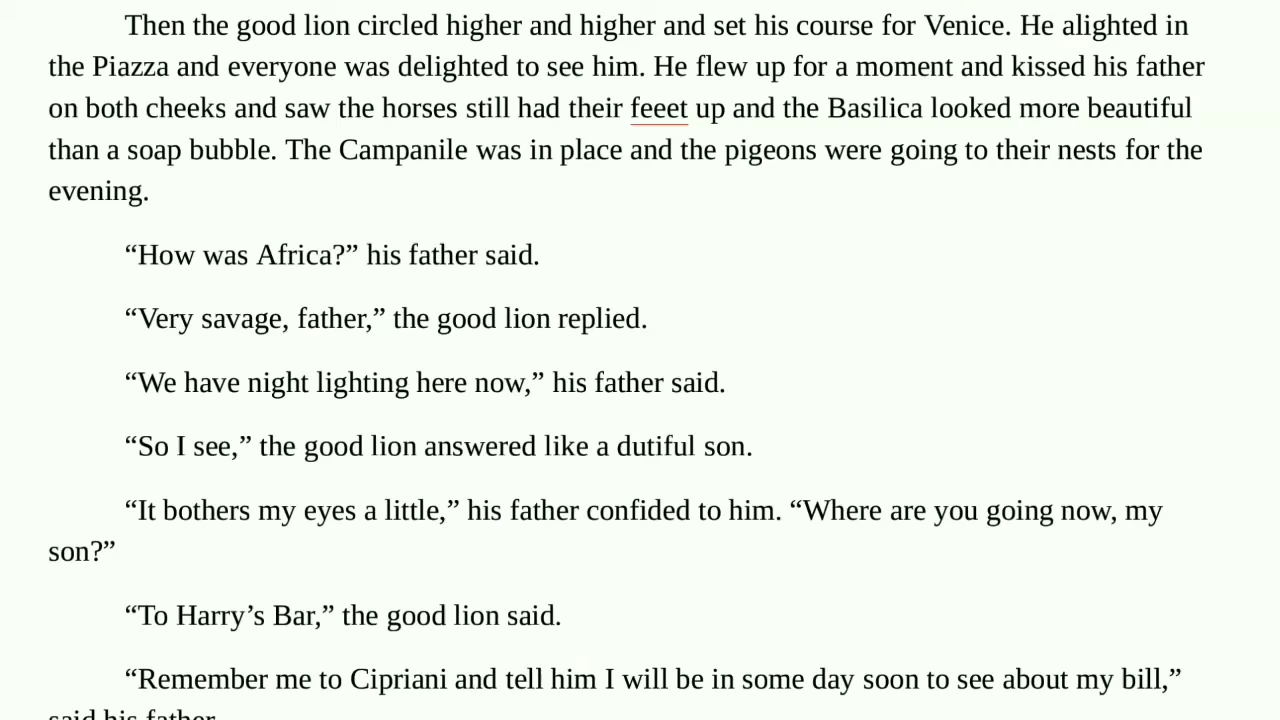 Then the good lion circled higher and higher and set his course for Venice. He alighted in
the Piazza and everyone was delighted to see him. He flew up for a moment and kissed his father
on both cheeks and saw the horses still had their feeet up and the Basilica looked more beautiful
than a soap bubble. The Campanile was in place and the pigeons were going to their nests for the
evening.
“How was Africa?” his father said.
“Very savage, father,” the good lion replied.
“We have night lighting here now,” his father said.
“So I see,” the good lion answered like a dutiful son.
“It bothers my eyes a little,” his father confided to him. “Where are you going now, my
son?”
“To Harry’s Bar,” the good lion said.
“Remember me to Cipriani and tell him I will be in some day soon to see about my bill,”
said his father.